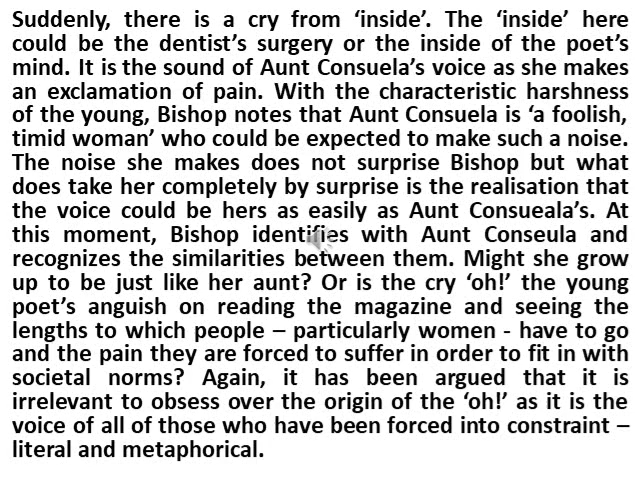 Suddenly, there is a cry from ‘inside’. The ‘inside’ here
could be the dentist’s surgery or the inside of the poet’s
mind. It is the sound of Aunt Consuela’s voice as she makes
an exclamation of pain. With the characteristic harshness
of the young, Bishop notes that Aunt Consuela is ‘a foolish,
timid woman’ who could be expected to make such a noise.
The noise she makes does not surprise Bishop but what
does take her completely by surprise is the realisation that
the voice could be hers as easily as Aunt Consueala’s. At
this moment, Bishop identifies with Aunt Conseula and
recognizes the similarities between them. Might she grow
up to be just like her aunt? Or is the cry ‘oh!’ the young
poet’s anguish on reading the magazine and seeing the
lengths to which people – particularly women - have to go
and the pain they are forced to suffer in order to fit in with
societal norms? Again, it has been argued that it is
irrelevant to obsess over the origin of the ‘oh!’ as it is the
voice of all of those who have been forced into constraint –
literal and metaphorical.